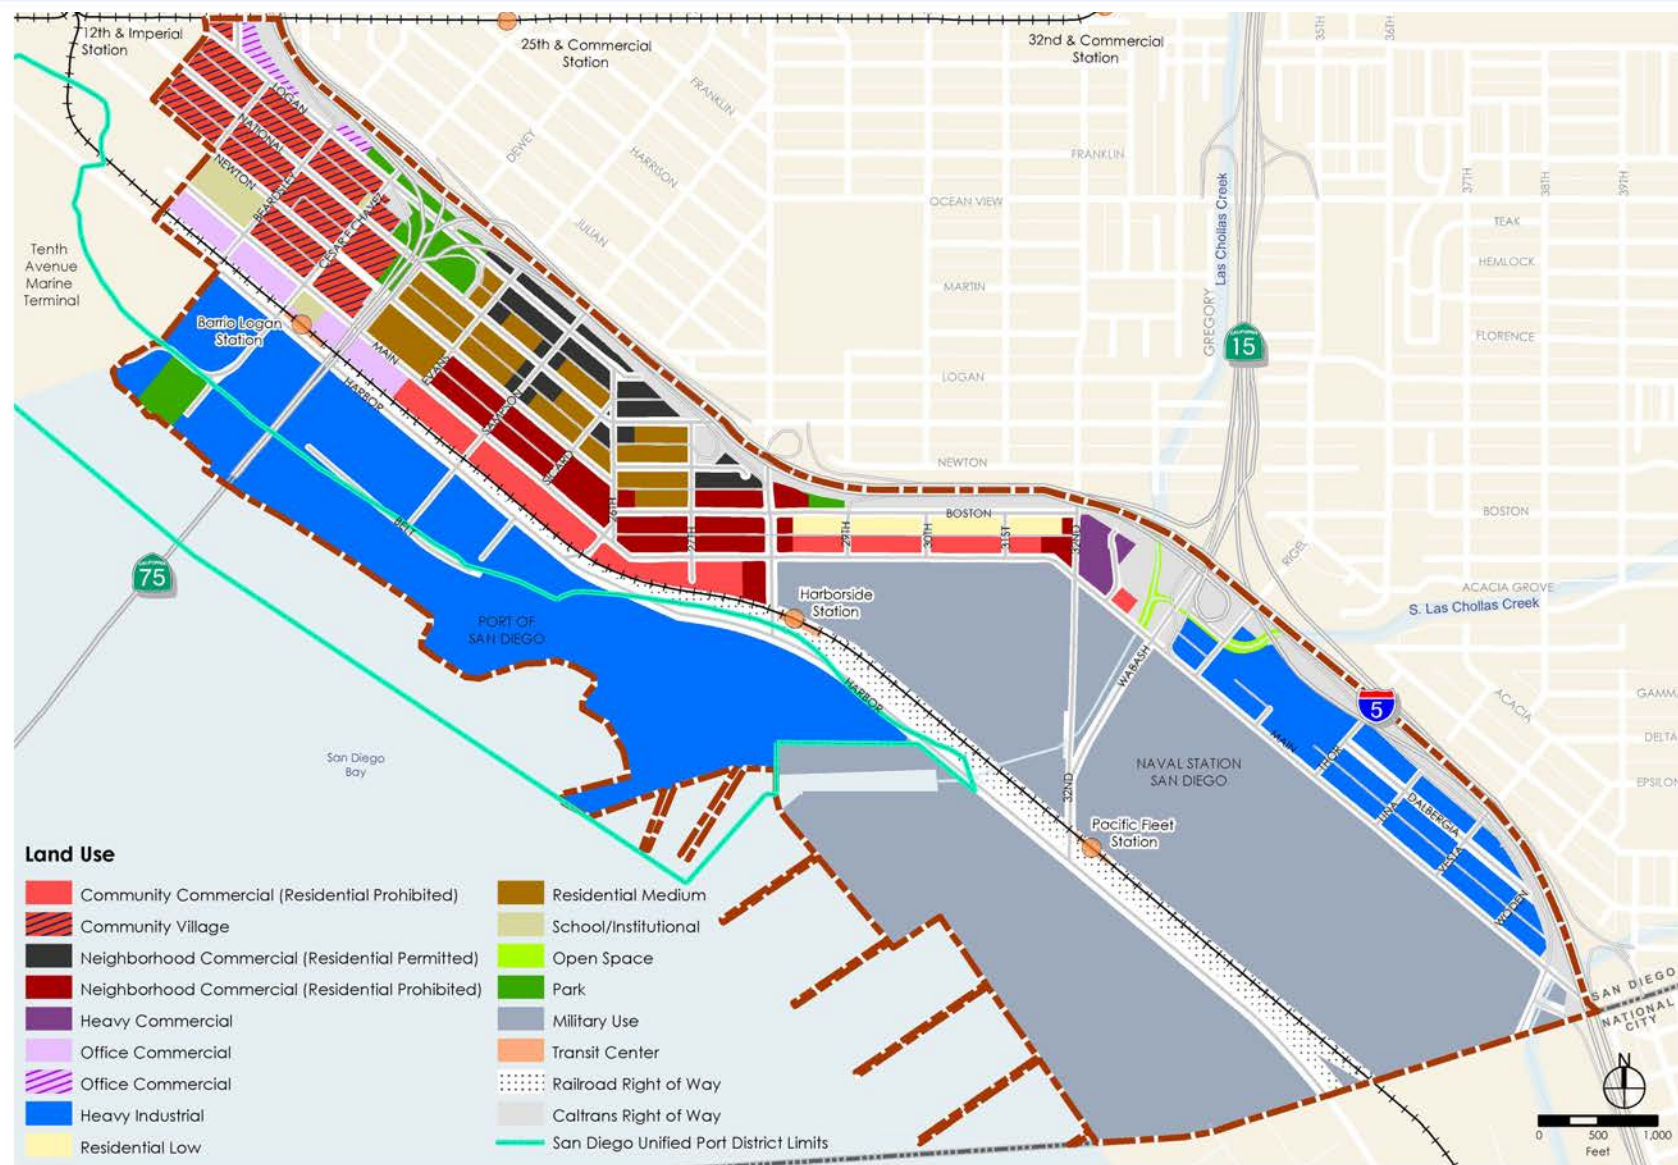 12th & Imperial
Station
25th & Commercial
Station
32nd & Commercial
Station
35TH
36TH
37TH
38TH
39TH
FRANKLIN
DEWEY
HARRISON
JULIAN
FRANKLIN
OCEAN VIEW
MARTIN
LOGAN
NEWTON
BOSTON
GREGORY
Las Chollas Creek
CALIFORNIA
15
TEAK
HEMLOCK
FLORENCE
BOSTON
RIGEL
ACACIA GROVE
S. Las Chollas Creek
ACACIA
GAMMA
DELTA
EPSILON
LOGAN
NATIONAL
NEWTON
BEARDSLEY
CESAR E CHAVEZ
Tenth
Avenue
Marine
Terminal
Barrio Logan
Station
MAIN
HARBOR
EVANS
SAMPSON
SICARD
26TH
27TH
29TH
30TH
31ST
32ND
BELT
CALIFORNIA
75
PORT OF
SAN DIEGO
Harborside
Station
HARBOR
WABASH
5
MAIN
THOR
UNA
DALBERGIA
VESTA
WODEN
NAVAL STATION
SAN DIEGO
32ND
Pacific Fleet
Station
San Diego
Bay
SAN DIEGO
NATIONAL
CITY
Land Use
Community Commercial (Residential Prohibited)
Community Village
Neighborhood Commercial (Residential Permitted)
Neighborhood Commercial (Residential Prohibited)
Heavy Commercial
Office Commercial
Office Commercial
Heavy Industrial
Residential Low
Residential Medium
School/Institutional
Open Space
Park
Military Use
Transit Center
Railroad Right of Way
Caltrans Right of Way
San Diego Unified Port District Limits
N
0 500 1,000
Feet